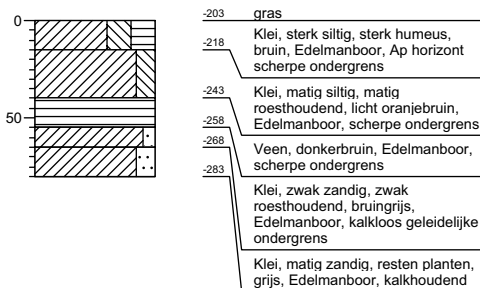 0
50
-203 gras
-218
Klei, sterk siltig, sterk humeus,
bruin, Edelmanboor, Ap horizont
scherpe ondergrens
-243
Klei, matig siltig, matig
roesthoudend, licht oranjebruin,
Edelmanboor, scherpe ondergrens
-258
Veen, donkerbruin, Edelmanboor,
scherpe ondergrens
-268
Klei, zwak zandig, zwak
roesthoudend, bruingrijs,
Edelmanboor, kalkloos geleidelijke
ondergrens
-283
Klei, matig zandig, resten planten,
grijs, Edelmanboor, kalkhoudend